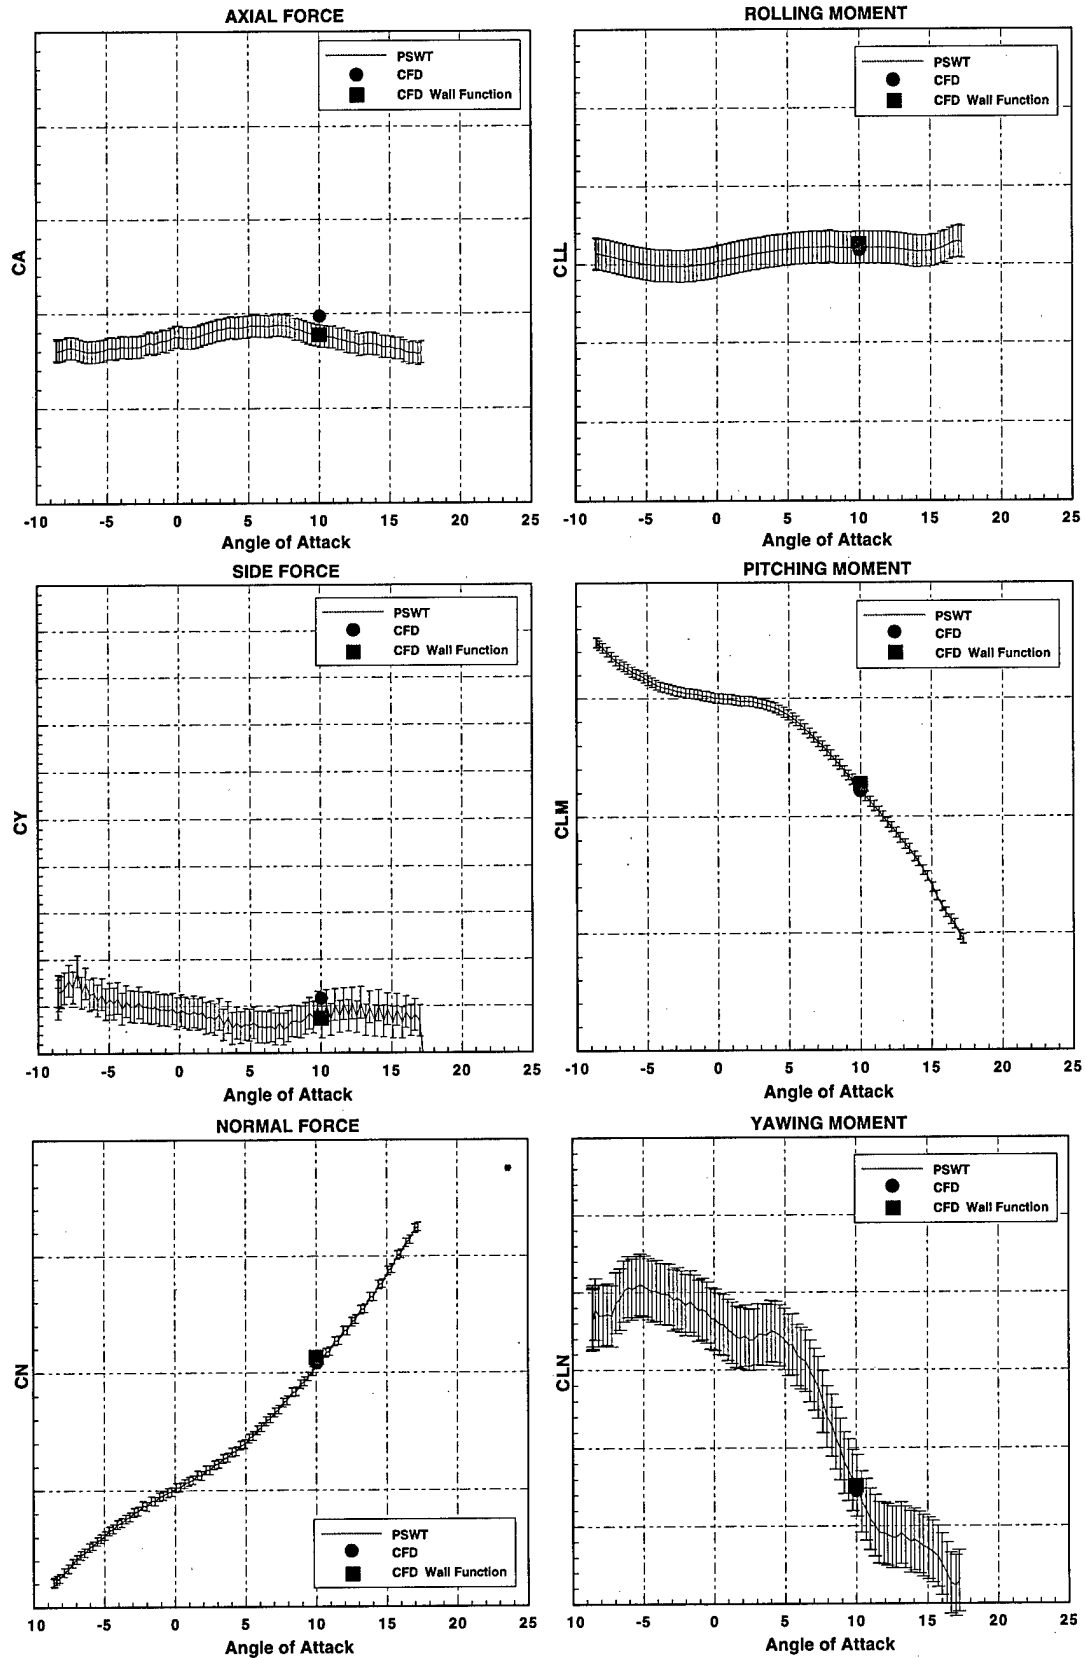 AXIAL FORCE
PSWT
CFD
CFD Wall Function
CA
-10 -5 0 5 10 15 20 25
Angle of Attack
ROLLING MOMENT
PSWT
CFD
CFD Wall Function
CLL
-10 -5 0 5 10 15 20 25
Angle of Attack
SIDE FORCE
PSWT
CFD
CFD Wall Function
CY
-10 -5 0 5 10 15 20 25
Angle of Attack
PITCHING MOMENT
PSWT
CFD
CFD Wall Function
CLM
-10 -5 0 5 10 15 20 25
Angle of Attack
NORMAL FORCE
PSWT
CFD
CFD Wall Function
CN
10 -5 0 5 10 15 20 25
Angle of Attack
YAWING MOMENT
PSWT
CFD
CFD Wall Function
CLN
-10 -5 0 5 10 15 20 25
Angle of Attack